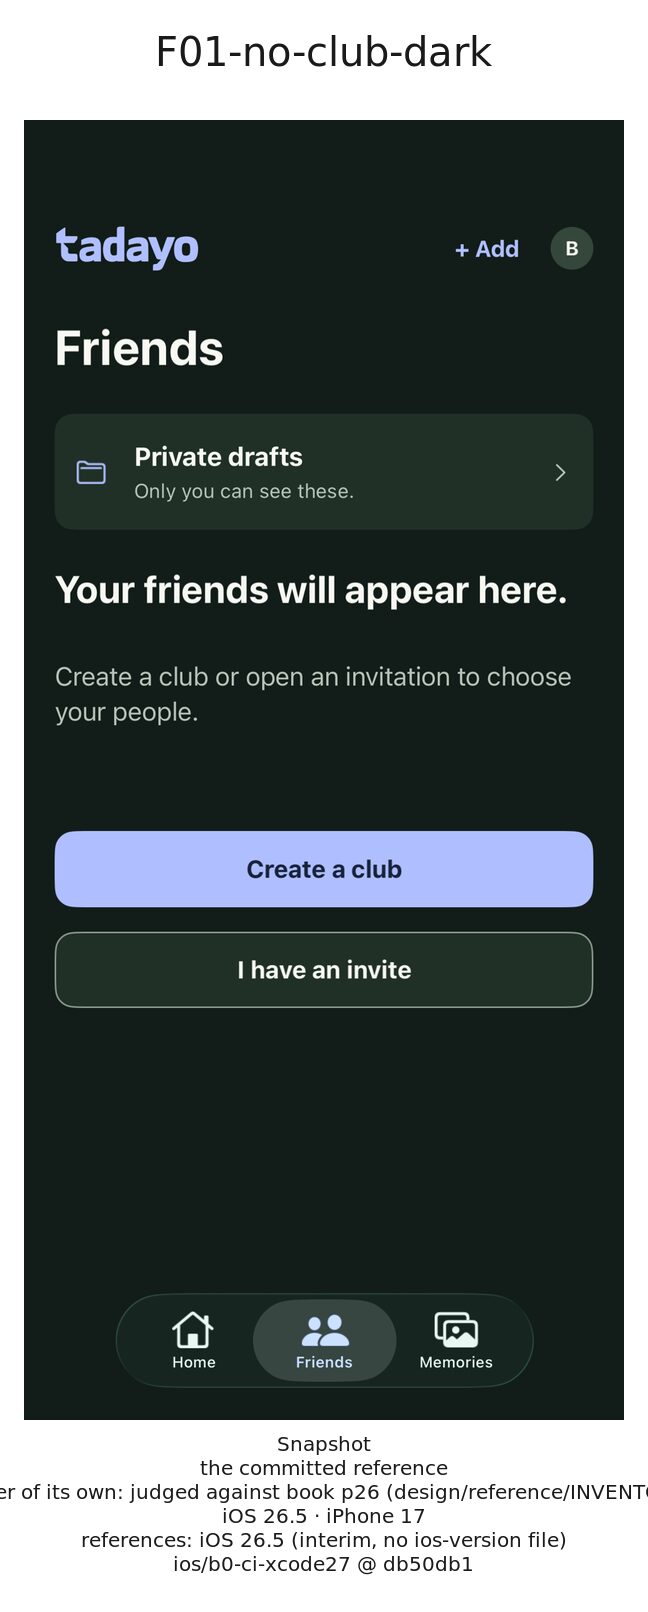 F01-no-club-dark
tadayo
+ Add
B
Friends
Private drafts
Only you can see these.
Your friends will appear here.
Create a club or open an invitation to choose
your people.
Create a club
I have an invite
Home
Friends
Memories
Snapshot
the committed reference
of its own: judged against book p26 (design/reference/
iOS 26.5 · iPhone 17
references: iOS 26.5 (interim, no ios-version file)
ios/b0-ci-xcode27 @ db50db1